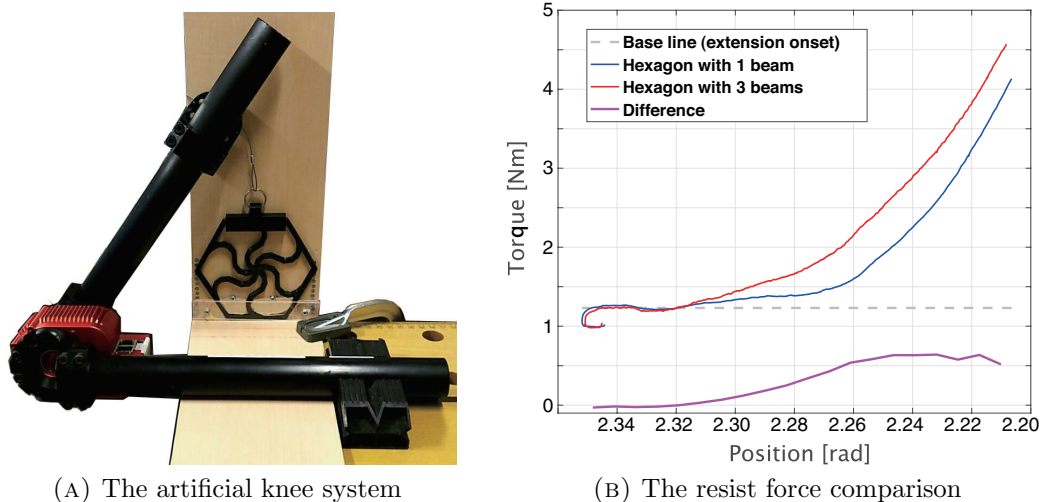 5
4
3
2
1
0
Torque [Nm]
Base line (extension onset)
Hexagon with 1 beam
Hexagon with 3 beams
Difference
2.34 2.32 2.30 2.28 2.26 2.24 2.22 2.20
Position [rad]
(A) The artificial knee system
(B) The resist force comparison